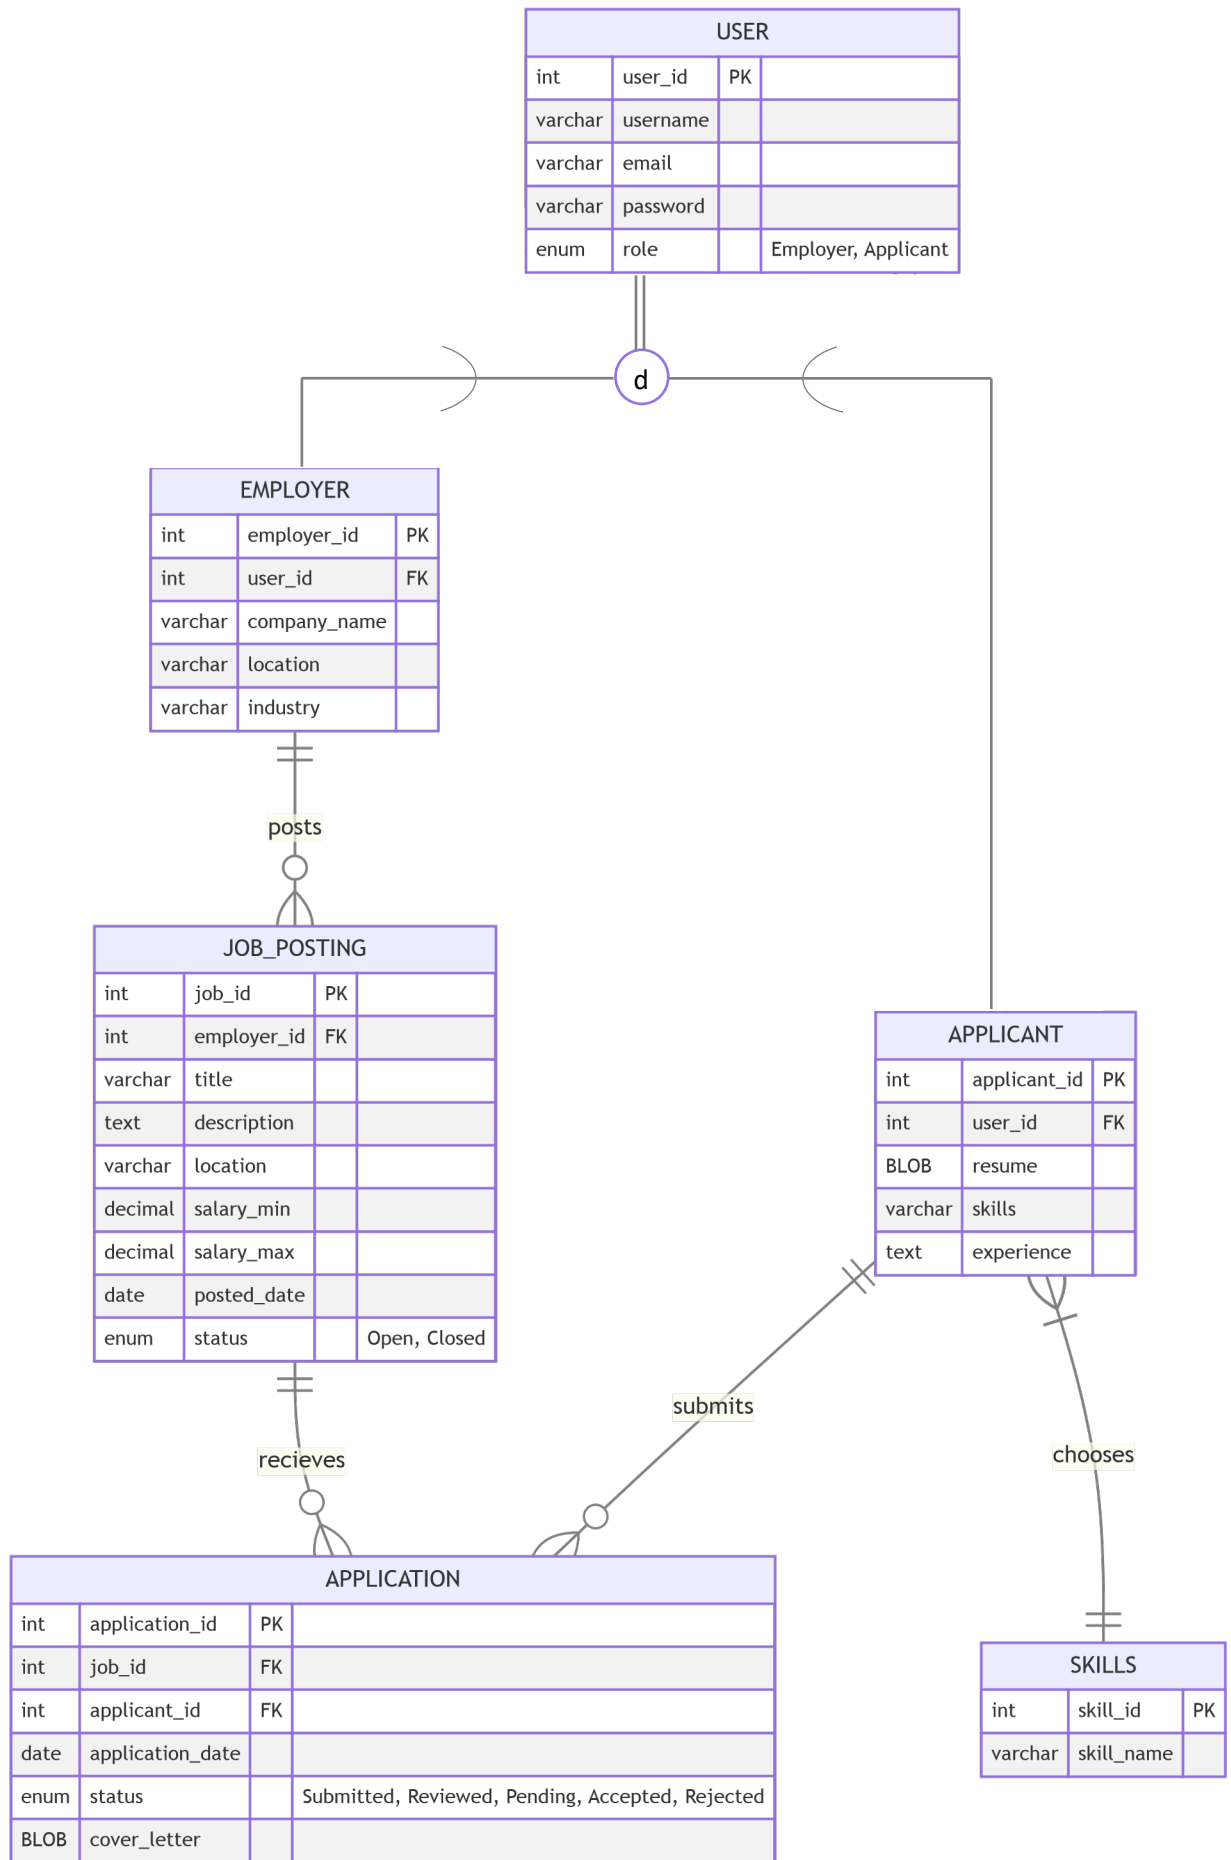 USER
int user_id PK
varchar username
varchar email
varchar password
enum role Employer, Applicant
d
EMPLOYER
int employer_id PK
int user_id FK
varchar company_name
varchar location
varchar industry
posts
JOB_POSTING
int job_id PK
int employer_id FK
varchar title
text description
varchar location
decimal salary_min
decimal salary_max
date posted_date
enum status Open, Closed
APPLICANT
int applicant_id PK
int user_id FK
BLOB resume
varchar skills
text experience
submits
recieves
chooses
APPLICATION
int application_id PK
int job_id FK
int applicant_id FK
date application_date
enum status Submitted, Reviewed, Pending, Accepted, Rejected
BLOB cover_letter
SKILLS
int skill_id PK
varchar skill_name